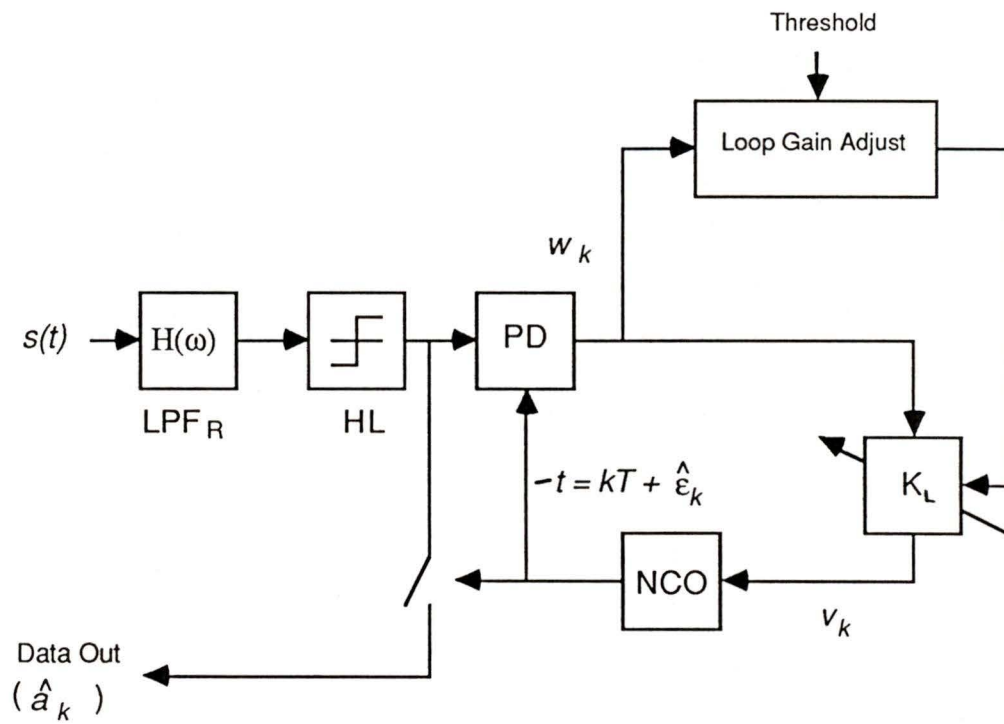 Threshold
Loop Gain Adjust
w k
s(t)
H(ω)
PD
LPF R
HL
t = kT + ε̂k
K L
NCO
v k
Data Out
( â k )